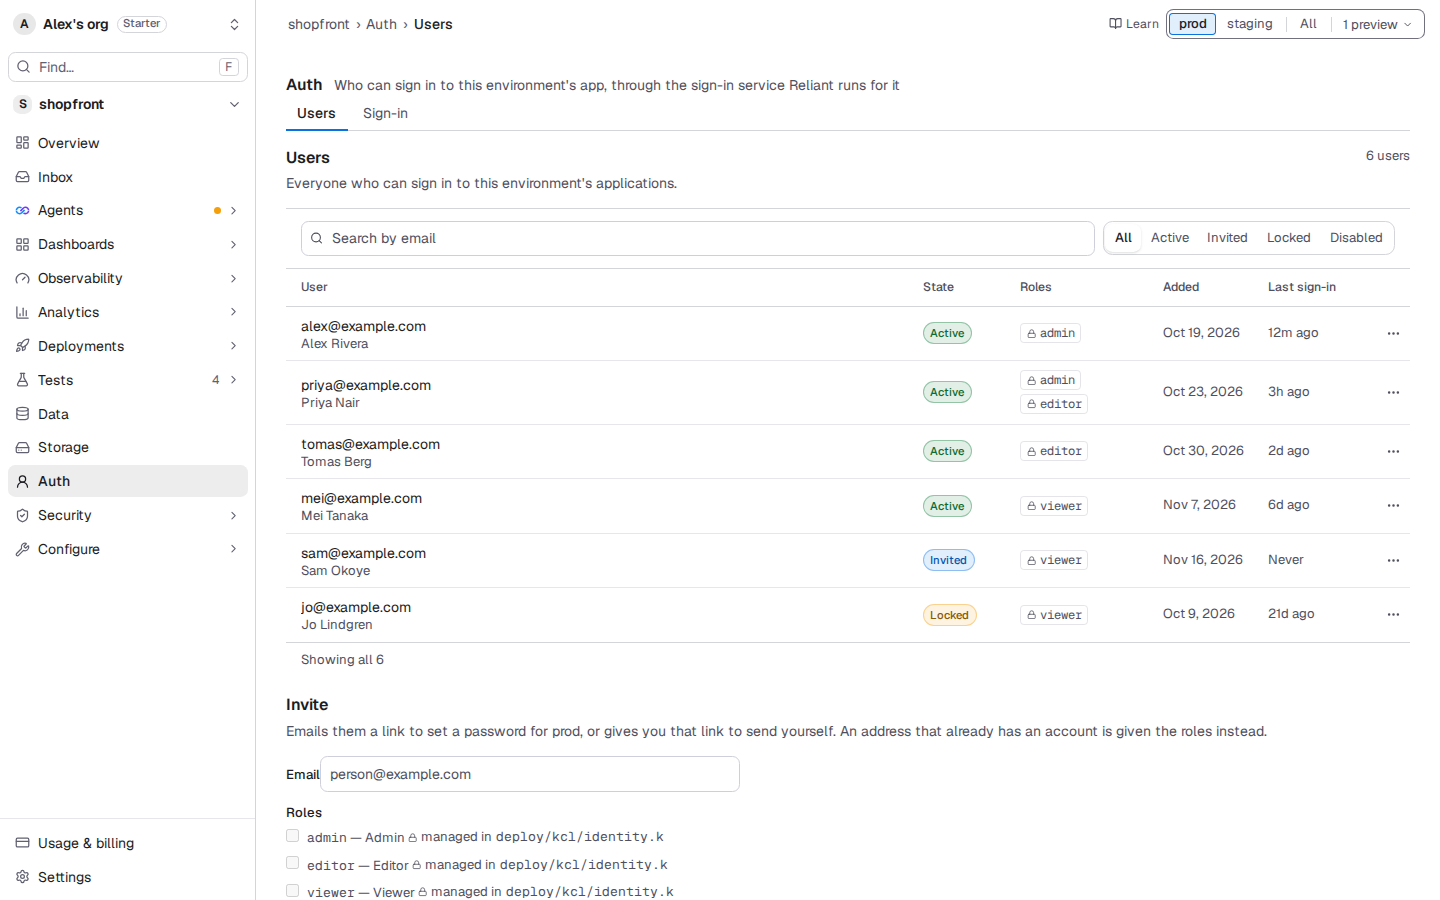 A Alex's org Starter
Find... F
S shopfront
Overview
Inbox
Agents
Dashboards
Observability
Analytics
Deployments
Tests 4
Data
Storage
Auth
Security
Configure
Usage & billing
Settings
shopfront › Auth › Users
Learn prod staging All 1 preview
Auth Who can sign in to this environment's app, through the sign-in service Reliant runs for it
Users Sign-in
Users 6 users
Everyone who can sign in to this environment's applications.
Search by email All Active Invited Locked Disabled
User State Roles Added Last sign-in
alex@example.com
Alex Rivera
Active admin Oct 19, 2026 12m ago
priya@example.com
Priya Nair
Active admin editor Oct 23, 2026 3h ago
tomas@example.com
Tomas Berg
Active editor Oct 30, 2026 2d ago
mei@example.com
Mei Tanaka
Active viewer Nov 7, 2026 6d ago
sam@example.com
Sam Okoye
Invited viewer Nov 16, 2026 Never
jo@example.com
Jo Lindgren
Locked viewer Oct 9, 2026 21d ago
Showing all 6
Invite
Emails them a link to set a password for prod, or gives you that link to send yourself. An address that already has an account is given the roles instead.
Email person@example.com
Roles
admin — Admin managed in deploy/kcl/identity.k
editor — Editor managed in deploy/kcl/identity.k
viewer — Viewer managed in deploy/kcl/identity.k